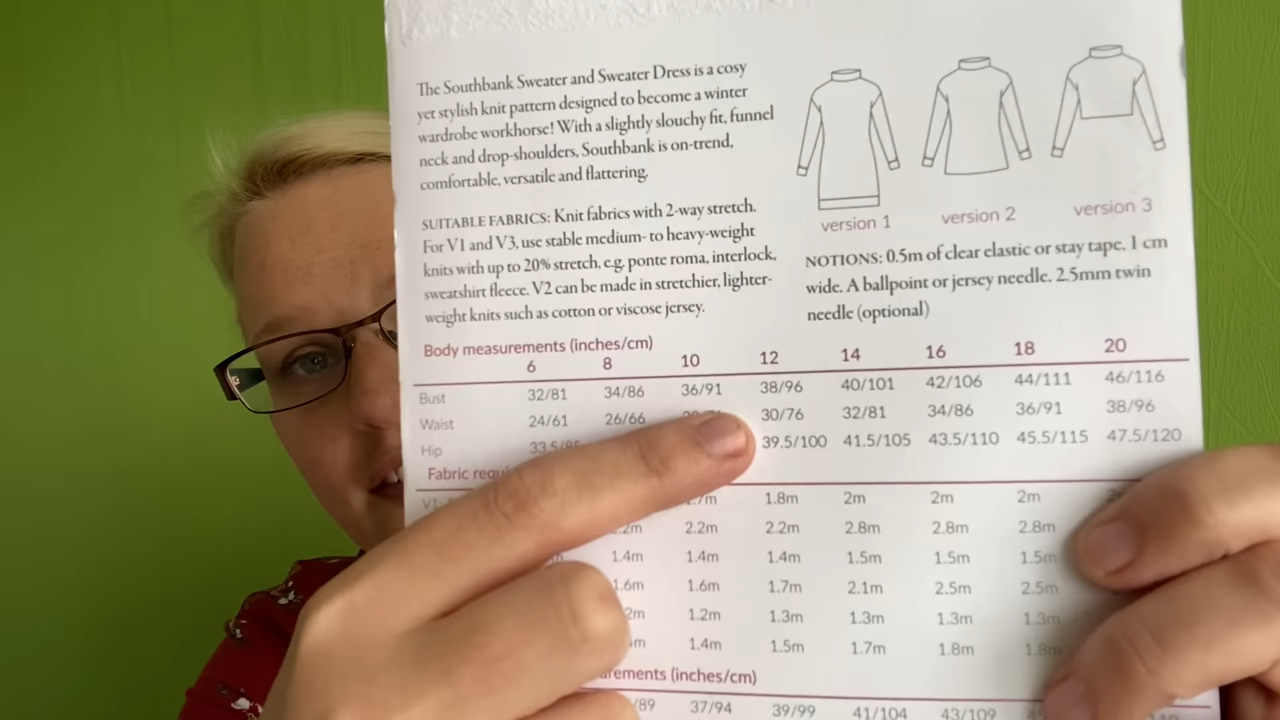 The Southbank Sweater and Sweater Dress is a cosy
yet stylish knit pattern designed to become a winter
wardrobe workhorse! With a slightly slouchy fit, funnel
neck and drop-shoulders, Southbank is on-trend,
comfortable, versatile and flattering.
SUITABLE FABRICS: Knit fabrics with 2-way stretch.
For V1 and V3, use stable medium- to heavy-weight
knits with up to 20% stretch, e.g. ponte roma, interlock,
sweatshirt fleece. V2 can be made in stretchier, lighter-
weight knits such as cotton or viscose jersey.
version 1 version 2 version 3
NOTIONS: 0.5m of clear elastic or stay tape, 1 cm
wide. A ballpoint or jersey needle. 2.5mm twin
needle (optional)
Body measurements (inches/cm)
6 8 10 12 14 16 18 20
Bust 32/81 34/86 36/91 38/96 40/101 42/106 44/111 46/116
Waist 24/61 26/66 30/76 32/81 34/86 36/91 38/96
Hip 39.5/100 41.5/105 43.5/110 45.5/115 47.5/120
Fabric
1.8m 2m 2m 2m
2.2m 2.2m 2.8m 2.8m 2.8m
1.4m 1.4m 1.4m 1.5m 1.5m 1.5m
1.6m 1.6m 1.7m 2.1m 2.5m 2.5m
1.2m 1.3m 1.3m 1.3m 1.3m
1.4m 1.5m 1.7m 1.8m 1.8m
(inches/cm)
37/94 39/99 41/104 43/109